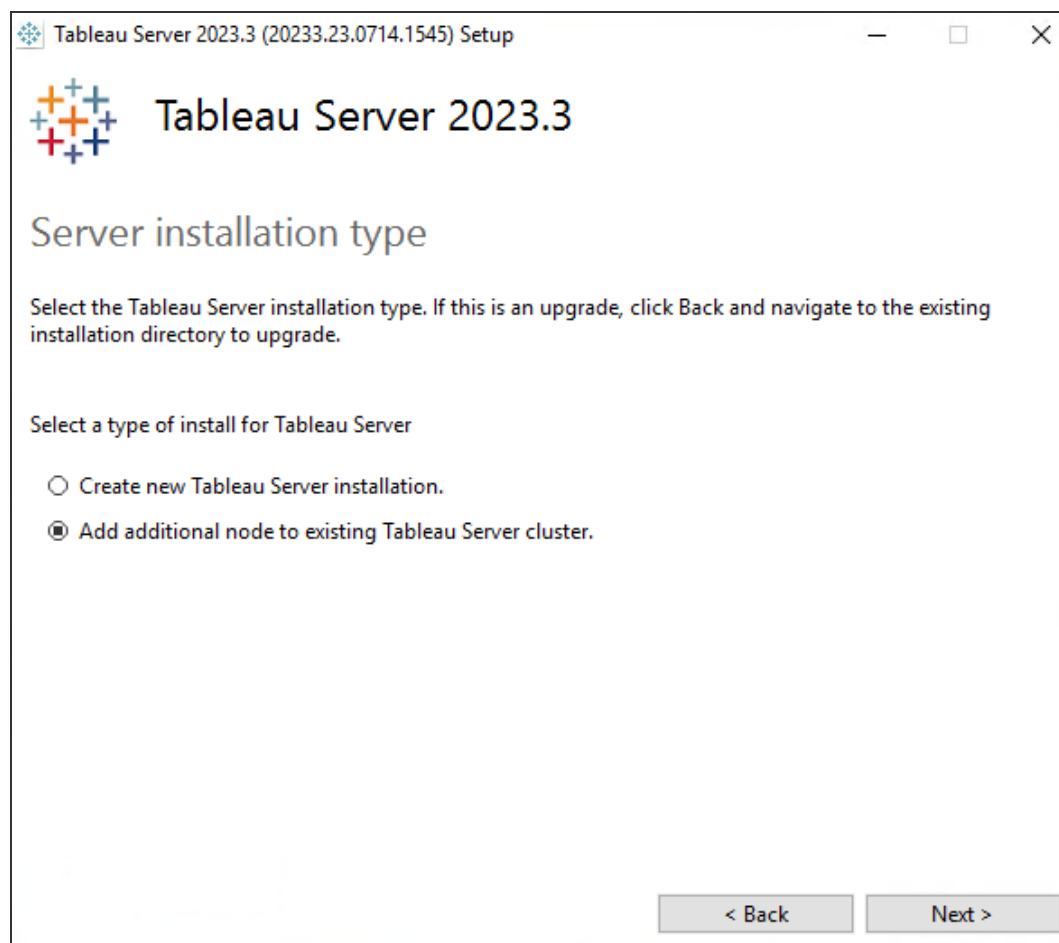 Tableau Server 2023.3 (20233.23.0714.1545) Setup
Tableau Server 2023.3
Server installation type
Select the Tableau Server installation type. If this is an upgrade, click Back and navigate to the existing
installation directory to upgrade.
Select a type of install for Tableau Server
Create new Tableau Server installation.
Add additional node to existing Tableau Server cluster.
< Back
Next >